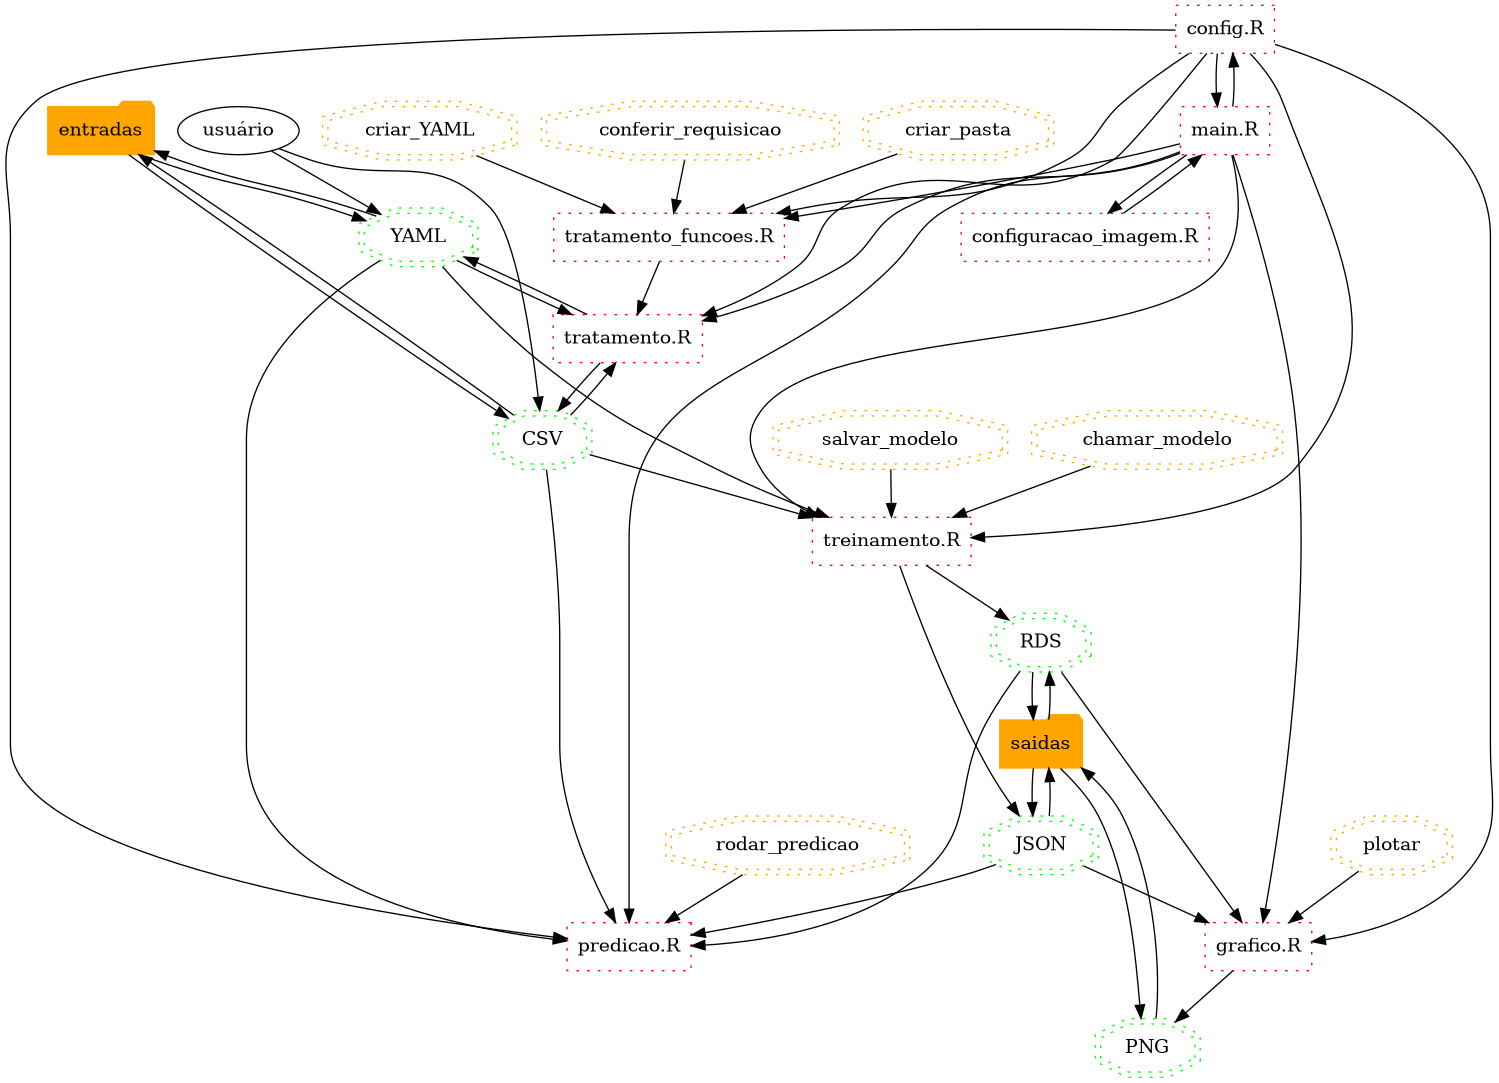 config.R
entradas
usuário
criar_YAML
conferir_requisicao
criar_pasta
main.R
YAML
tratamento_funcoes.R
configuracao_imagem.R
tratamento.R
CSV
salvar_modelo
chamar_modelo
treinamento.R
RDS
saidas
rodar_predicao
JSON
plotar
predicao.R
grafico.R
PNG